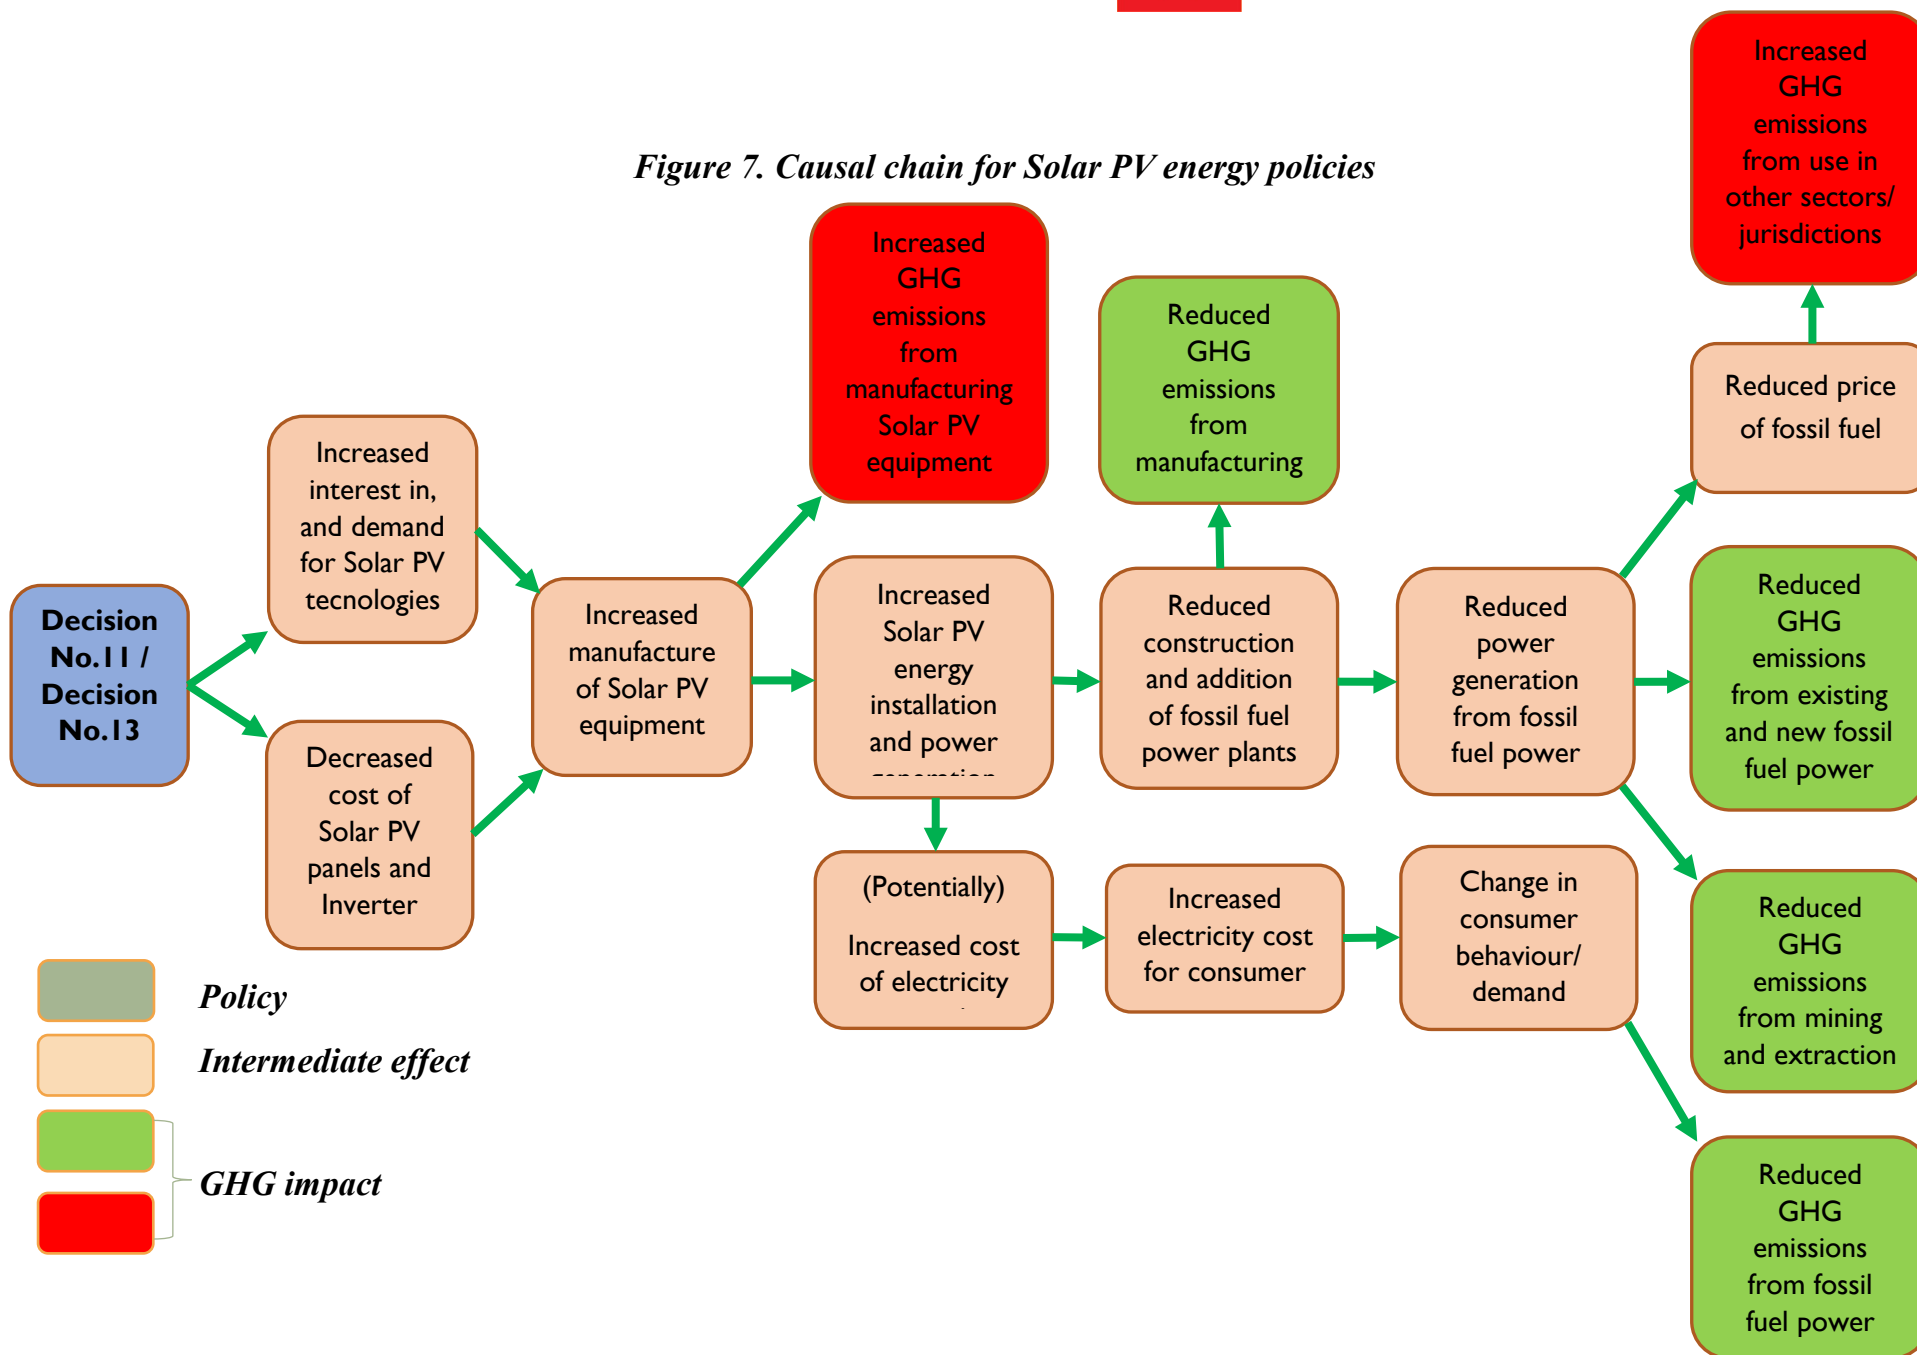 Figure 7. Causal chain for Solar PV energy policies
Decision
No.11 /
Decision
No.13
Increased
interest in,
and demand
for Solar PV
tecnologies
Decreased
cost of
Solar PV
panels and
Inverter
Increased
manufacture
of Solar PV
equipment
Increased
GHG
emissions
from
manufacturing
Solar PV
equipment
Increased
Solar PV
energy
installation
and power
(Potentially)
Increased cost
of electricity
Reduced
GHG
emissions
from
manufacturing
Reduced
construction
and addition
of fossil fuel
power plants
Increased
electricity cost
for consumer
Reduced
power
generation
from fossil
fuel power
Change in
consumer
behaviour/
demand
Increased
GHG
emissions
from use in
other sectors/
jurisdictions
Reduced price
of fossil fuel
Reduced
GHG
emissions
from existing
and new fossil
fuel power
Reduced
GHG
emissions
from mining
and extraction
Reduced
GHG
emissions
from fossil
fuel power
Policy
Intermediate effect
GHG impact